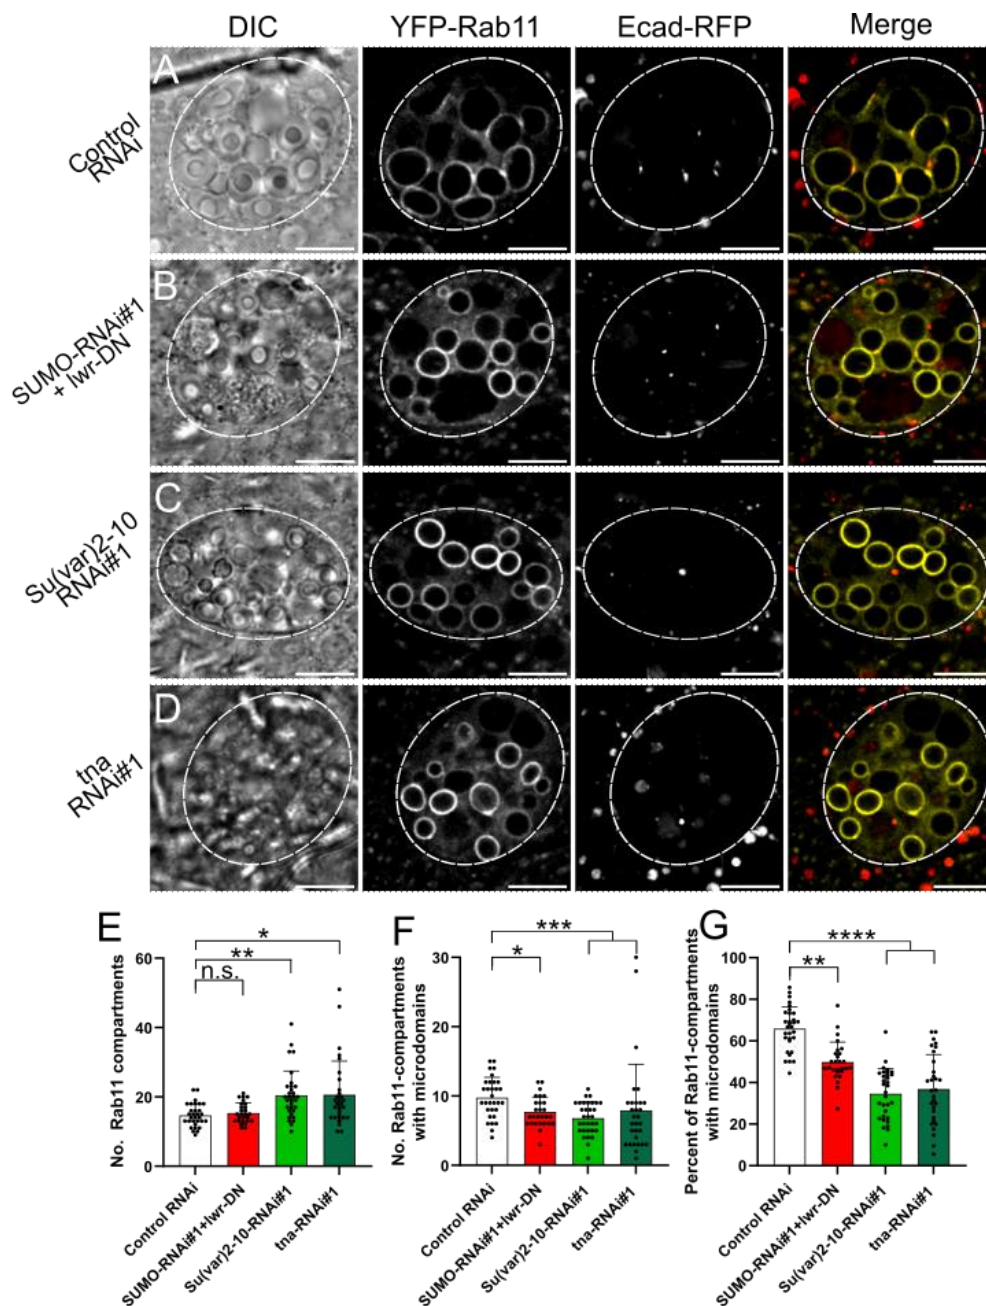 DIC YFP-Rab11 Ecad-RFP Merge
A
Control
RNAi
B
SUMO-RNAi#1
+ lwr-DN
C
Su(var)2-10
RNAi#1
D
tna
RNAi#1
E
No. Rab11 compartments
60
40
20
0
n.s.
**
*
Control RNAi
SUMO-RNAi#1+lwr-DN
Su(var)2-10-RNAi#1
tna-RNAi#1
F
No. Rab11-compartments
with microdomains
30
20
10
0
*
***
Control RNAi
SUMO-RNAi#1+lwr-DN
Su(var)2-10-RNAi#1
tna-RNAi#1
G
Percent of Rab11-compartments
with microdomains
100
80
60
40
20
0
**
****
Control RNAi
SUMO-RNAi#1+lwr-DN
Su(var)2-10-RNAi#1
tna-RNAi#1